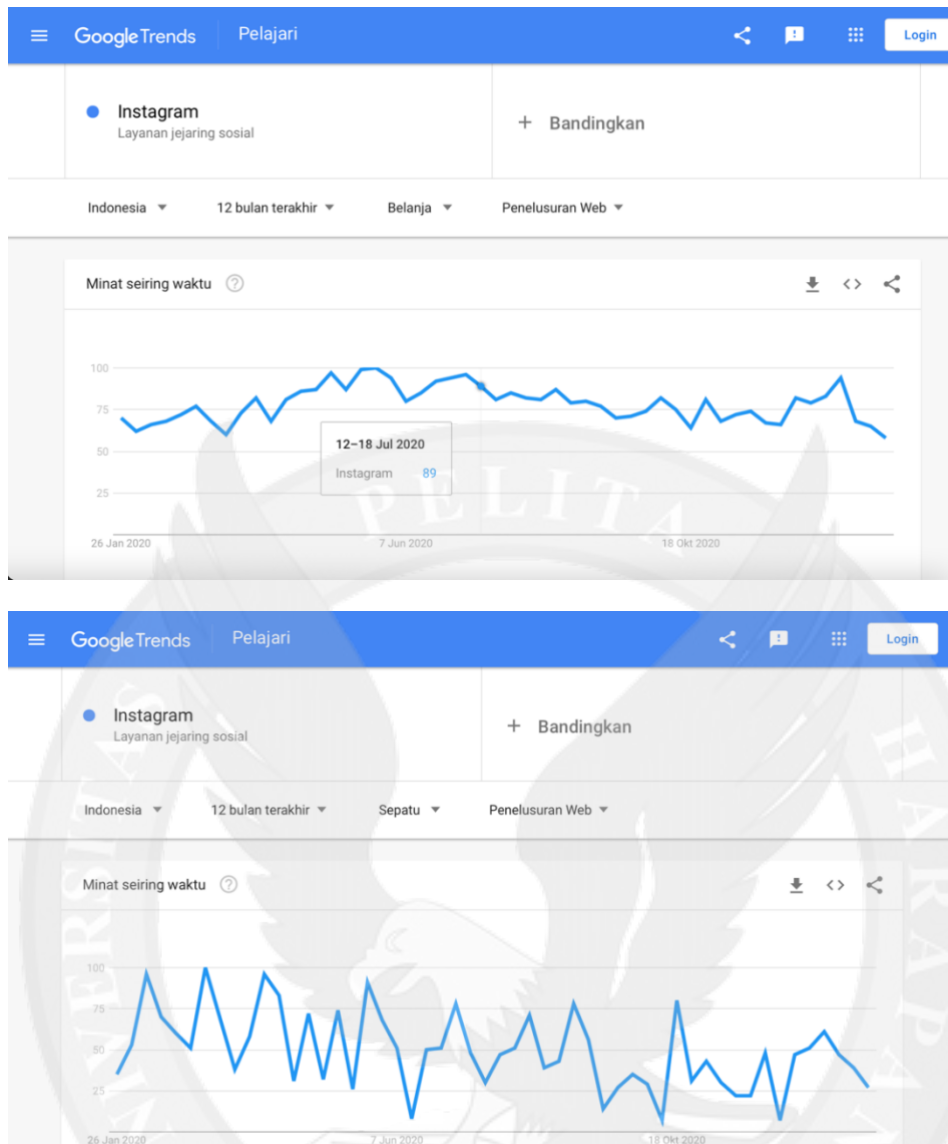 Google Trends Pelajari Login
Instagram + Bandingkan
Layanan jejaring sosial
Indonesia 12 bulan terakhir Belanja Penelusuran Web
Minat seiring waktu ?
100
75
50
25
12–18 Jul 2020
Instagram 89
26 Jan 2020 7 Jun 2020 18 Okt 2020
Google Trends Pelajari Login
Instagram + Bandingkan
Layanan jejaring sosial
Indonesia 12 bulan terakhir Sepatu Penelusuran Web
Minat seiring waktu ?
100
75
50
25
26 Jan 2020 7 Jun 2020 18 Okt 2020
UNIVERSITAS PELITA HARAPA